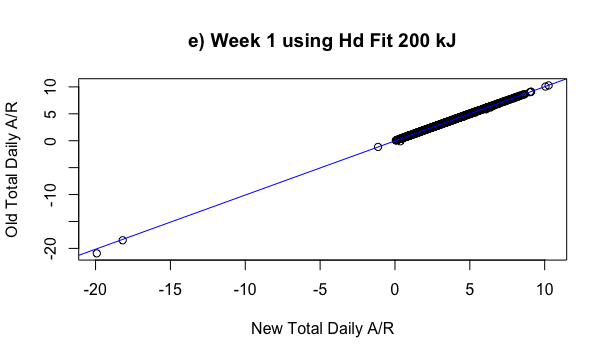 e) Week 1 using Hd Fit 200 kJ
Old Total Daily A/R
10
5
0
-10
-20
-20 -15 -10 -5 0 5 10
New Total Daily A/R